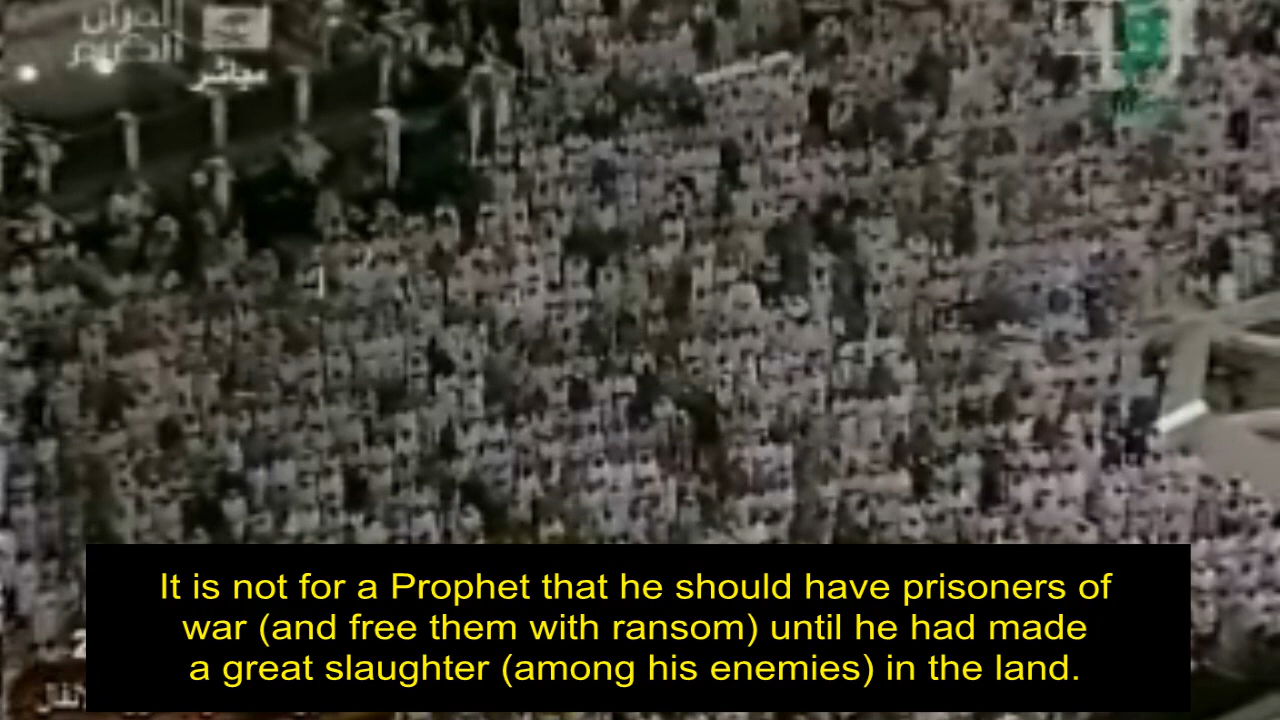 القرآن
الكريم
مباشر
It is not for a Prophet that he should have prisoners of
war (and free them with ransom) until he had made
a great slaughter (among his enemies) in the land.